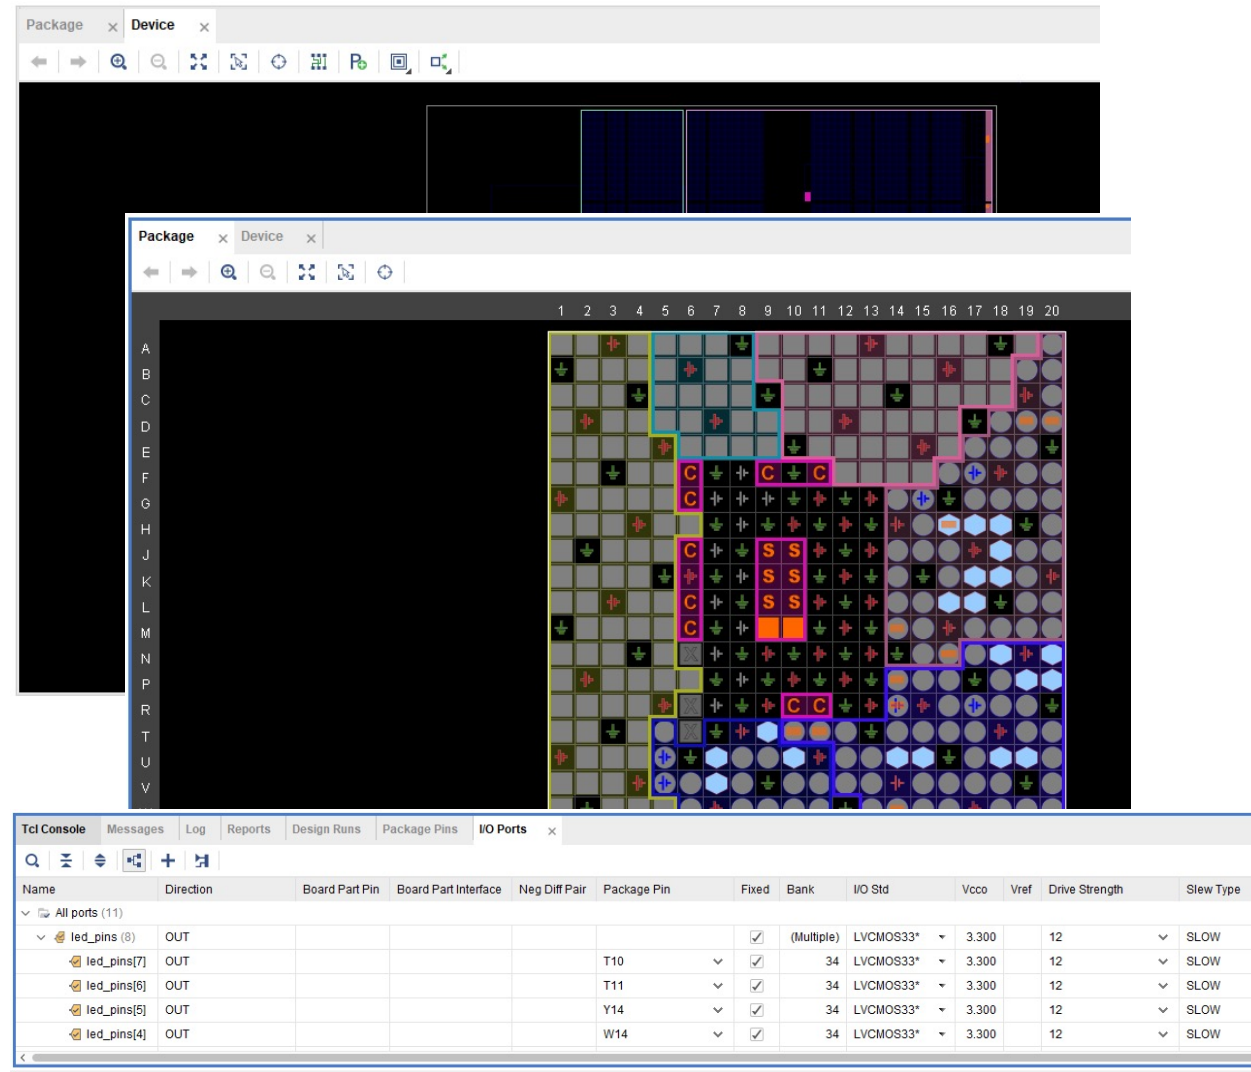 Package Device
Package Device
1 2 3 4 5 6 7 8 9 10 11 12 13 14 15 16 17 18 19 20
A
B
C
D
E
F C C C
G C
H
J C S S
K S S
L C S S
M C
N X
P
R X C C
T X
U
V
Tcl Console Messages Log Reports Design Runs Package Pins I/O Ports
Name Direction Board Part Pin Board Part Interface Neg Diff Pair Package Pin Fixed Bank I/O Std Vcco Vref Drive Strength Slew Type
All ports (11)
led_pins (8) OUT (Multiple) LVCMOS33* 3.300 12 SLOW
led_pins[7] OUT T10 34 LVCMOS33* 3.300 12 SLOW
led_pins[6] OUT T11 34 LVCMOS33* 3.300 12 SLOW
led_pins[5] OUT Y14 34 LVCMOS33* 3.300 12 SLOW
led_pins[4] OUT W14 34 LVCMOS33* 3.300 12 SLOW